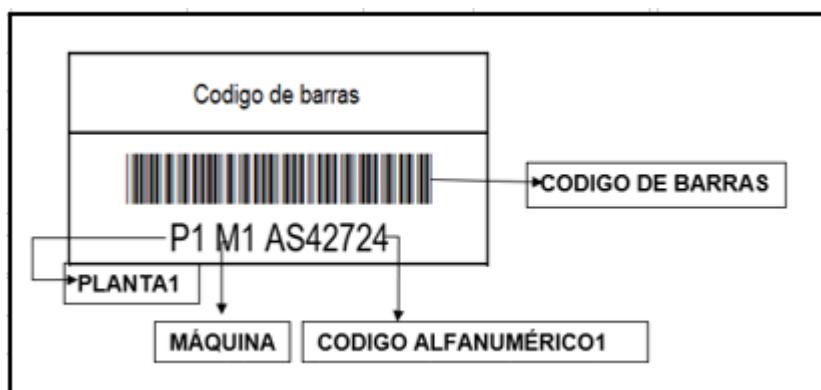 Codigo de barras
CODIGO DE BARRAS
P1 M1 AS42724
PLANTA1
MÁQUINA
CODIGO ALFANUMÉRICO1